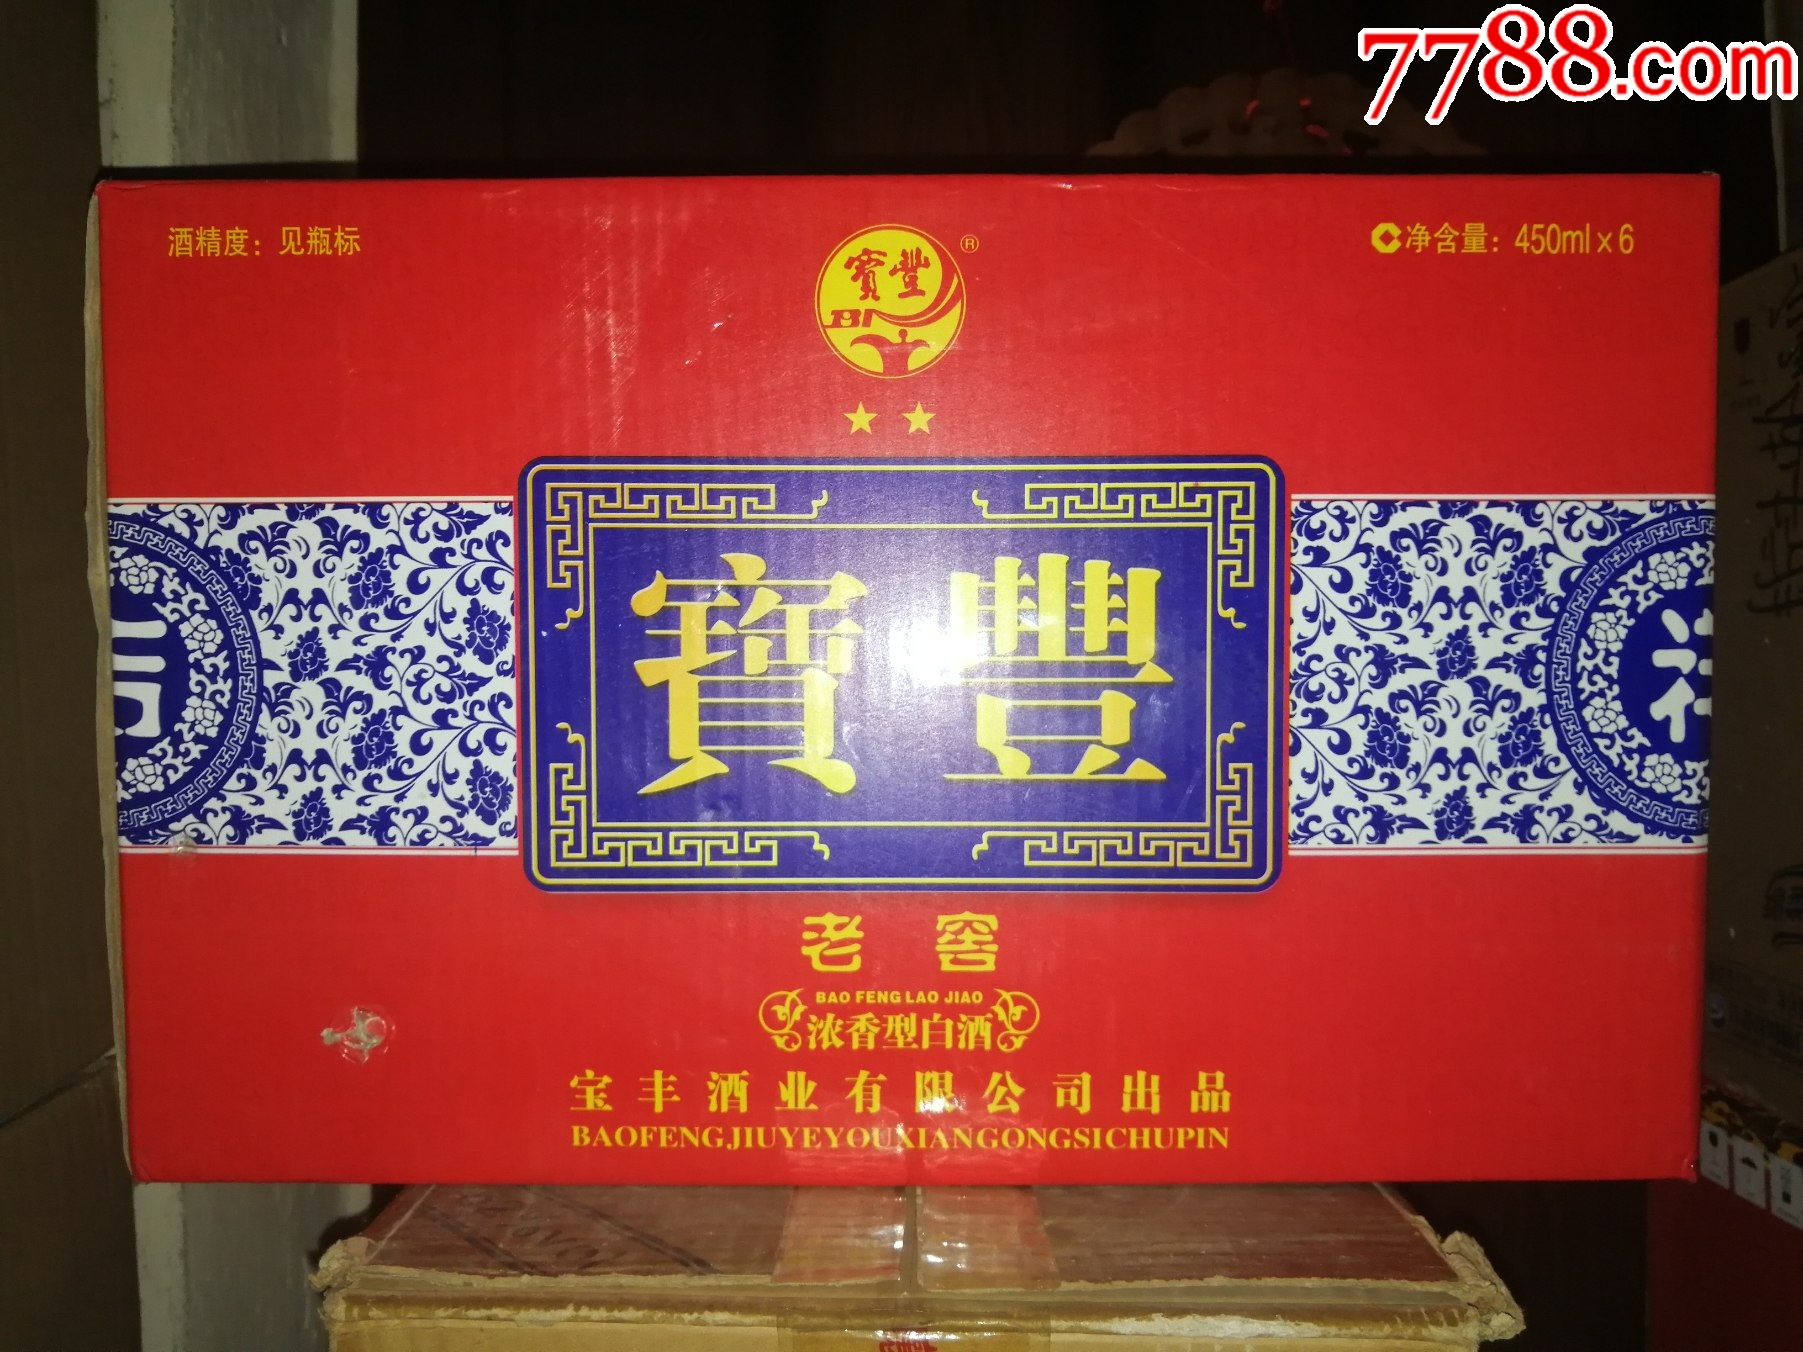 7788.com
酒精度：见瓶标
净含量：450ml×6
寶豐
®
寶豐
老窖
BAO FENG LAO JIAO
浓香型白酒
宝丰酒业有限公司出品
BAOFENGJIUYEYOUXIANGONGSICHUPIN